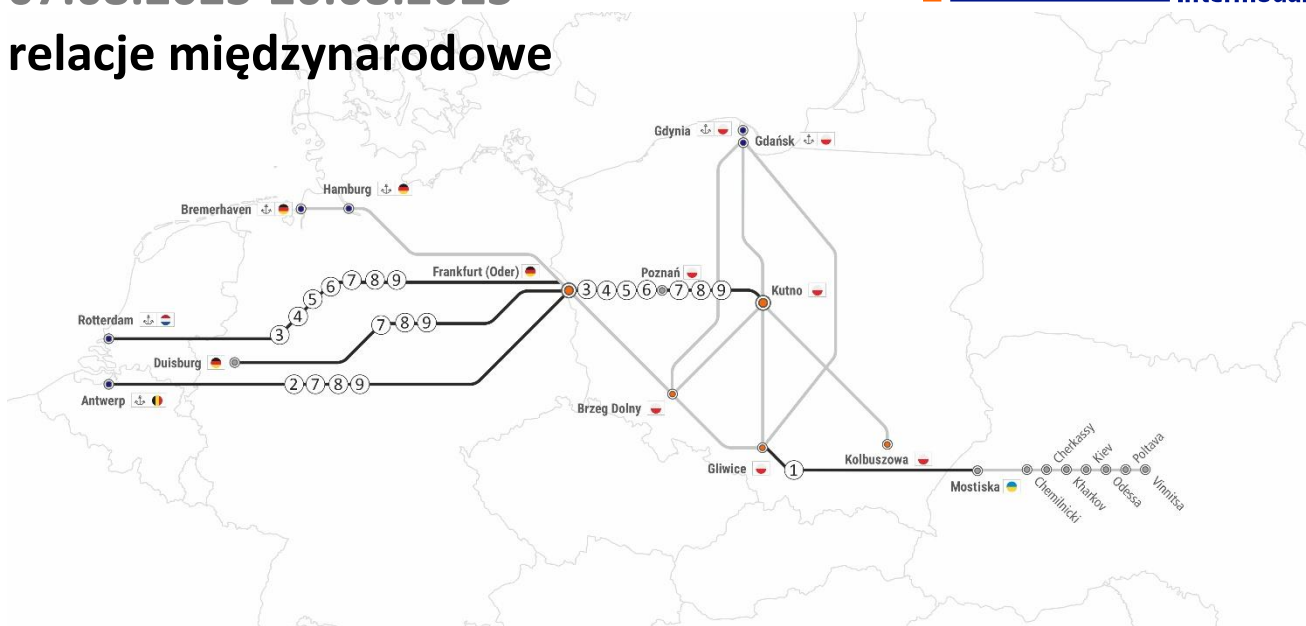 relacje międzynarodowe
Gdynia
Gdańsk
Hamburg
Bremerhaven
Frankfurt (Oder)
7 8 9
6
5
4
3
Poznań
3 4 5 6 7 8 9
Kutno
Rotterdam
7 8 9
Duisburg
2 7 8 9
Antwerp
Brzeg Dolny
Gliwice
1
Kolbuszowa
Mostiska
Chemilnicki
Cherkassy
Kharkov
Kiev
Odessa
Poltava
Vinnitsa